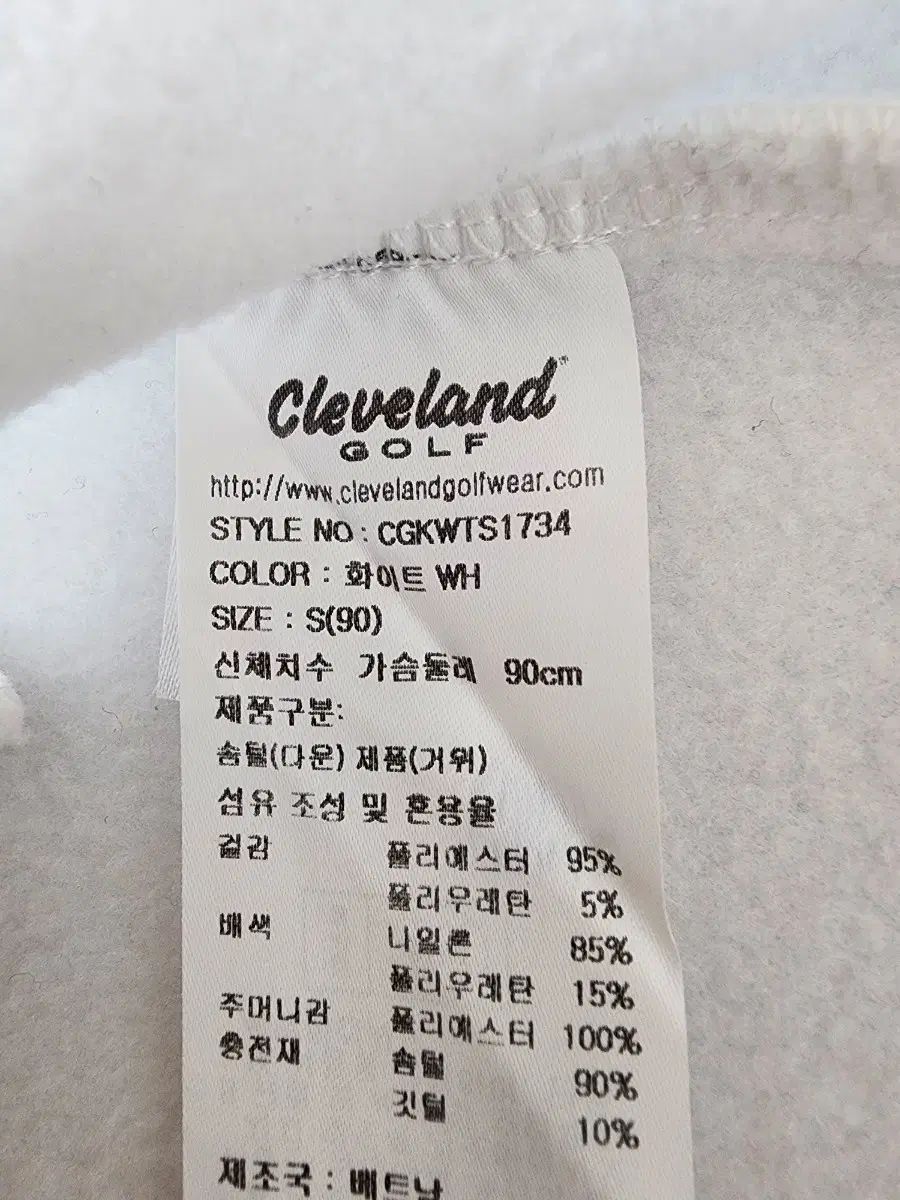 Cleveland
GOLF
http://www.clevelandgolfwear.com
STYLE No : CGKWTS1734
COLOR : 화이트 WH
SIZE : S(90)
신체치수 가슴둘레 90cm
제품구분:
솜털(다운) 제품(거위)
섬유 조성 및 혼용율
겉감 폴리에스터 95%
폴리우레탄 5%
배색 나일론 85%
폴리우레탄 15%
주머니감 폴리에스터 100%
충전재 솜털 90%
깃털 10%
제조국 : 베트남